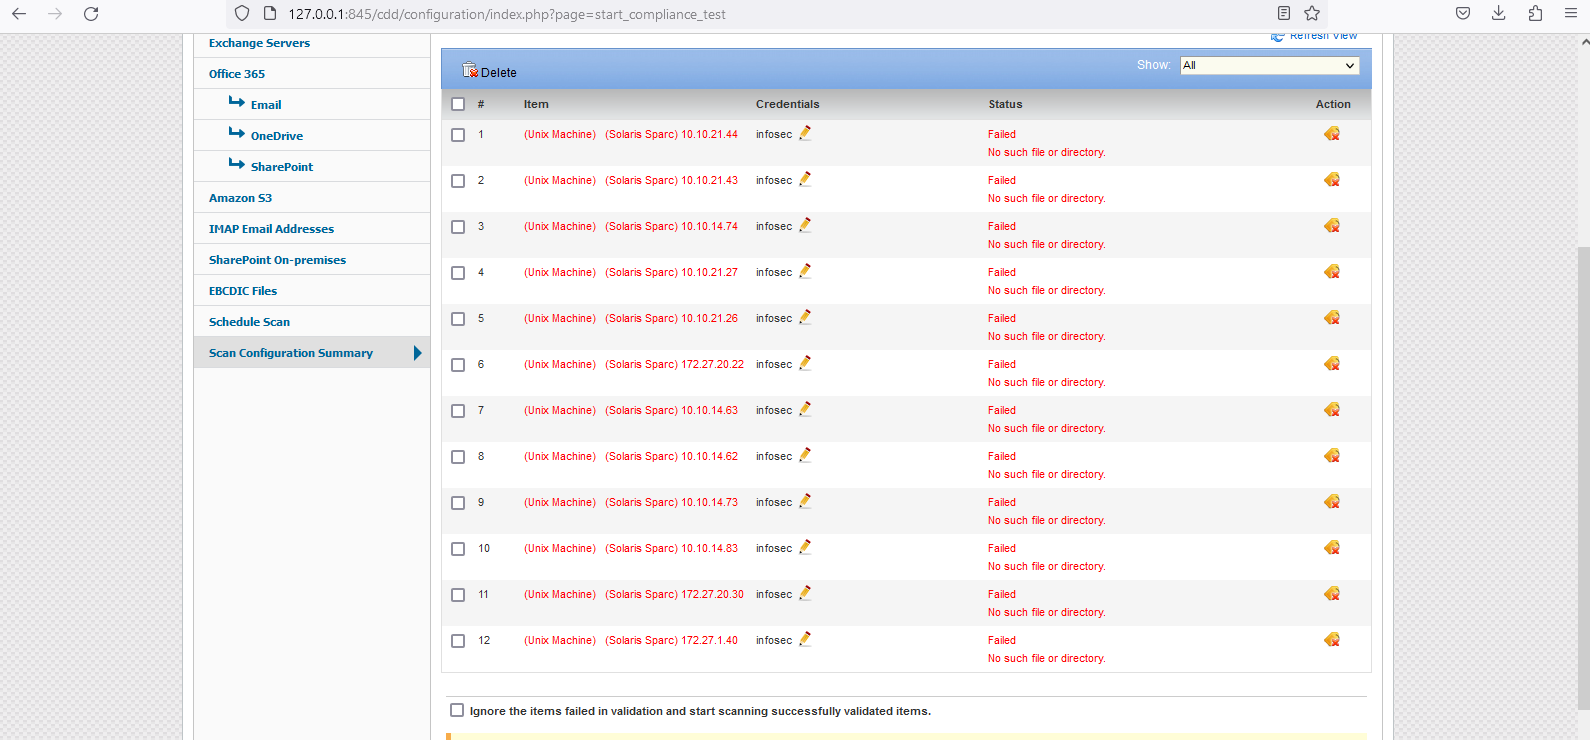 127.0.0.1:845/cdd/configuration/index.php?page=start_compliance_test
Exchange Servers
Office 365
Email
OneDrive
SharePoint
Amazon S3
IMAP Email Addresses
SharePoint On-premises
EBCDIC Files
Schedule Scan
Scan Configuration Summary
Refresh View
Delete
Show: All
# Item Credentials Status Action
1 (Unix Machine) (Solaris Sparc) 10.10.21.44 infosec Failed
No such file or directory.
2 (Unix Machine) (Solaris Sparc) 10.10.21.43 infosec Failed
No such file or directory.
3 (Unix Machine) (Solaris Sparc) 10.10.14.74 infosec Failed
No such file or directory.
4 (Unix Machine) (Solaris Sparc) 10.10.21.27 infosec Failed
No such file or directory.
5 (Unix Machine) (Solaris Sparc) 10.10.21.26 infosec Failed
No such file or directory.
6 (Unix Machine) (Solaris Sparc) 172.27.20.22 infosec Failed
No such file or directory.
7 (Unix Machine) (Solaris Sparc) 10.10.14.63 infosec Failed
No such file or directory.
8 (Unix Machine) (Solaris Sparc) 10.10.14.62 infosec Failed
No such file or directory.
9 (Unix Machine) (Solaris Sparc) 10.10.14.73 infosec Failed
No such file or directory.
10 (Unix Machine) (Solaris Sparc) 10.10.14.83 infosec Failed
No such file or directory.
11 (Unix Machine) (Solaris Sparc) 172.27.20.30 infosec Failed
No such file or directory.
12 (Unix Machine) (Solaris Sparc) 172.27.1.40 infosec Failed
No such file or directory.
Ignore the items failed in validation and start scanning successfully validated items.